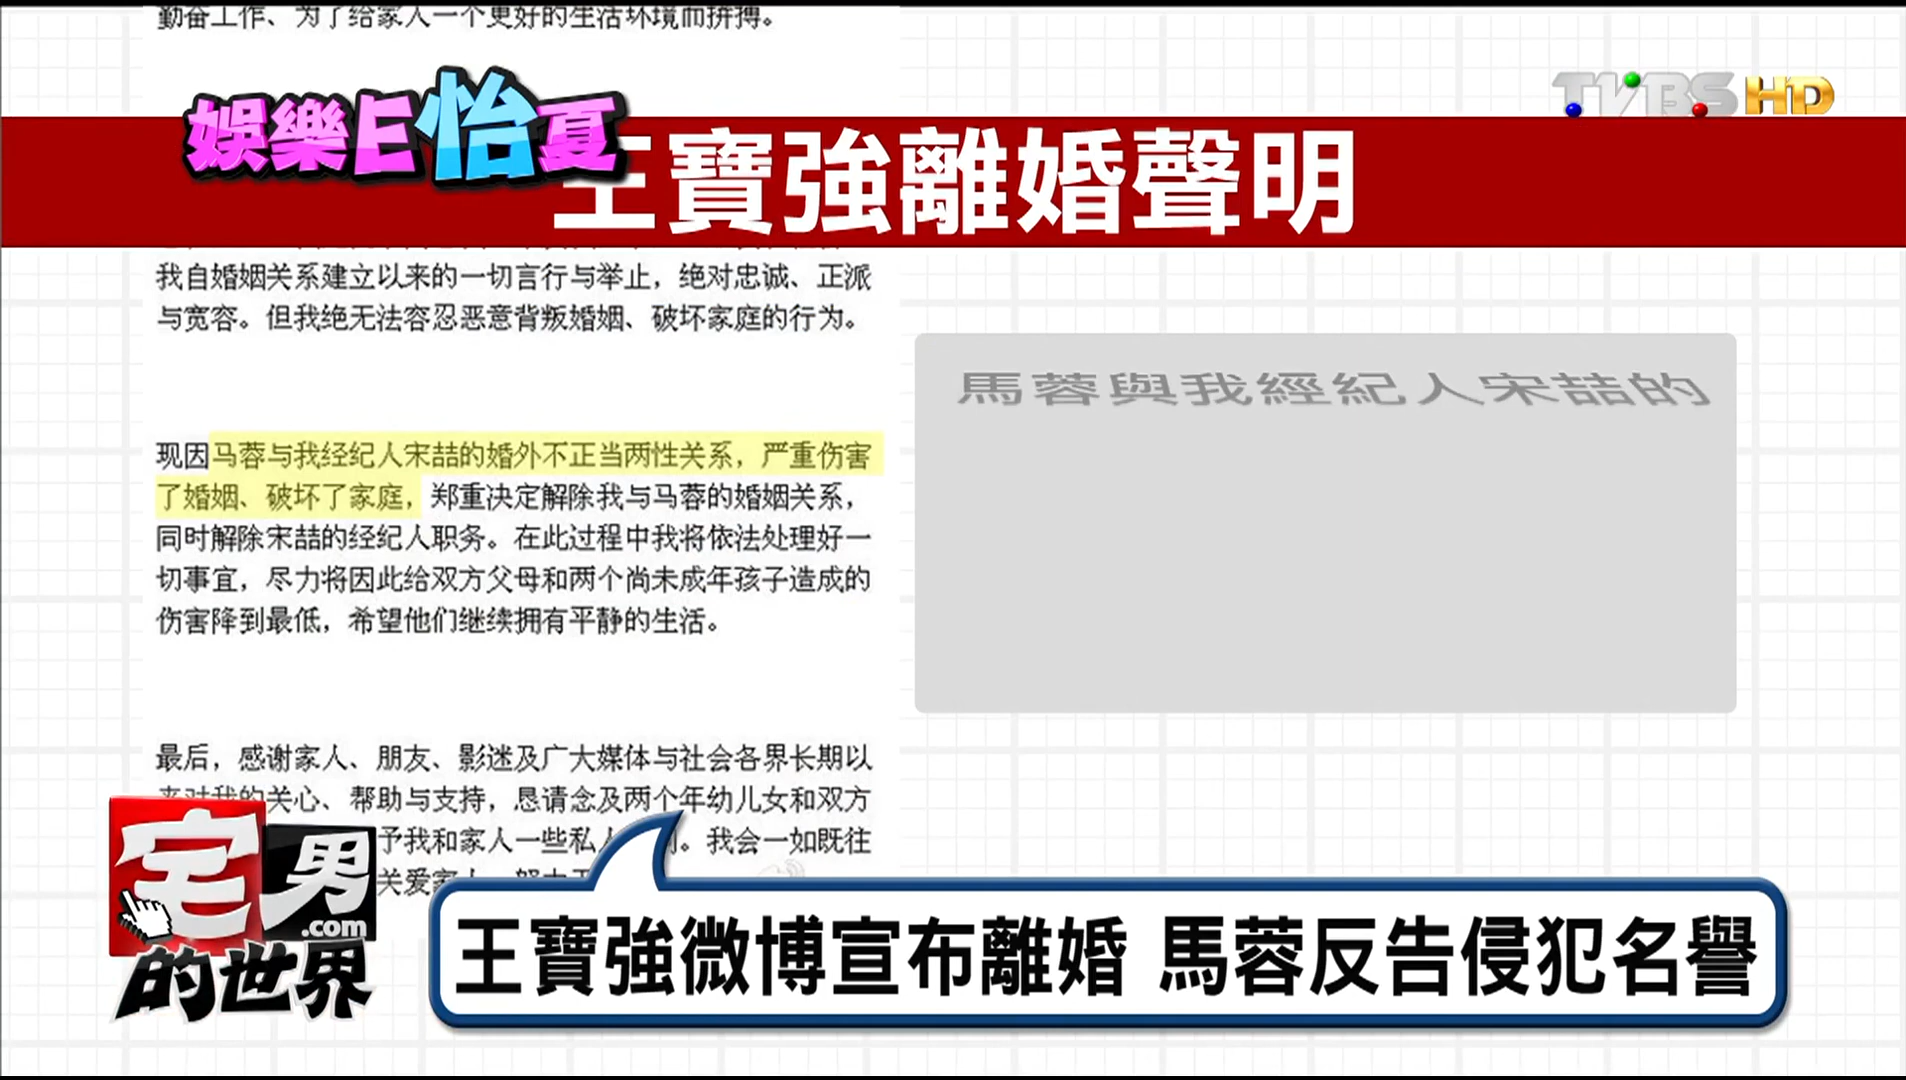 勤奋工作、为了给家人一个更好的生活环境而拼搏。
娛樂E怡夏
TVBS HD
王寶強離婚聲明
我自婚姻关系建立以来的一切言行与举止，绝对忠诚、正派
与宽容。但我绝无法容忍恶意背叛婚姻、破坏家庭的行为。
馬蓉與我經紀人宋喆的
现因马蓉与我经纪人宋喆的婚外不正当两性关系，严重伤害
了婚姻、破坏了家庭，郑重决定解除我与马蓉的婚姻关系，
同时解除宋喆的经纪人职务。在此过程中我将依法处理好一
切事宜，尽力将因此给双方父母和两个尚未成年孩子造成的
伤害降到最低，希望他们继续拥有平静的生活。
最后，感谢家人、朋友、影迷及广大媒体与社会各界长期以
来对我的关心、帮助与支持，恳请念及两个年幼儿女和双方
予我和家人一些私人 。我会一如既往
关爱家
宅男
.com
的世界
王寶強微博宣布離婚 馬蓉反告侵犯名譽